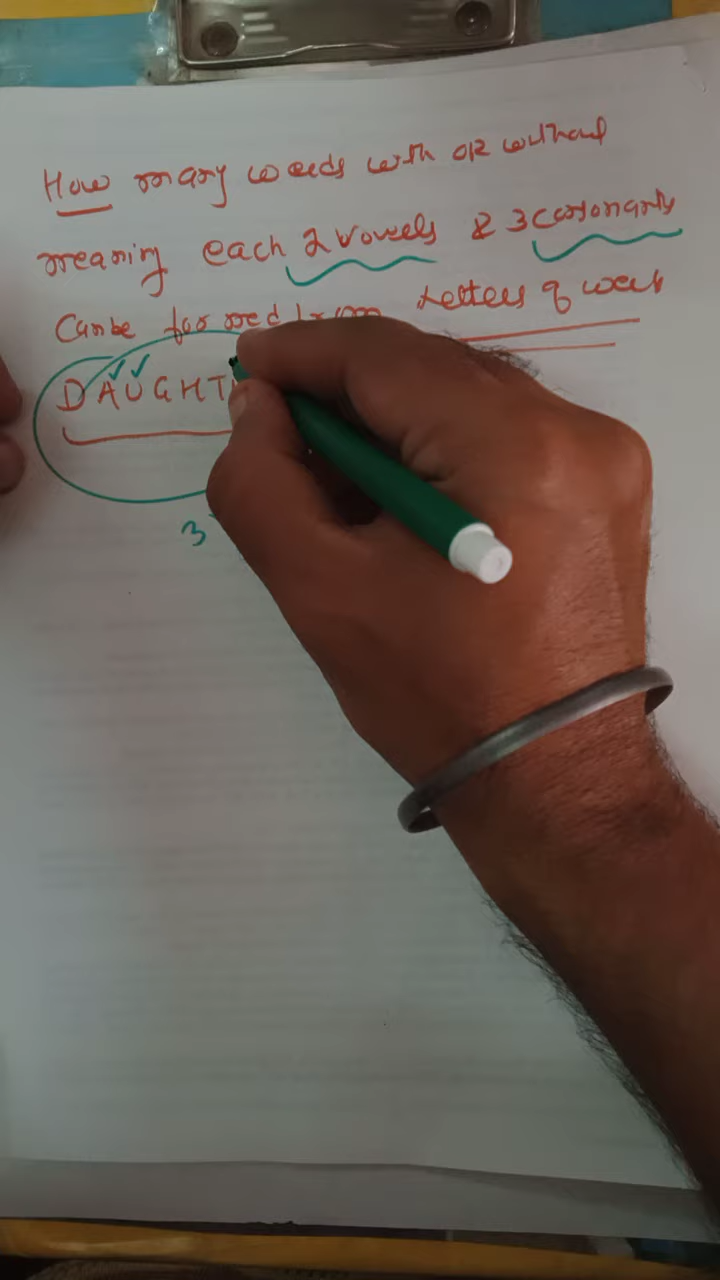 How many words with or without
meaning each 2 vowels & 3 consonants
Can be formed from Letters of
DAUGHT
3